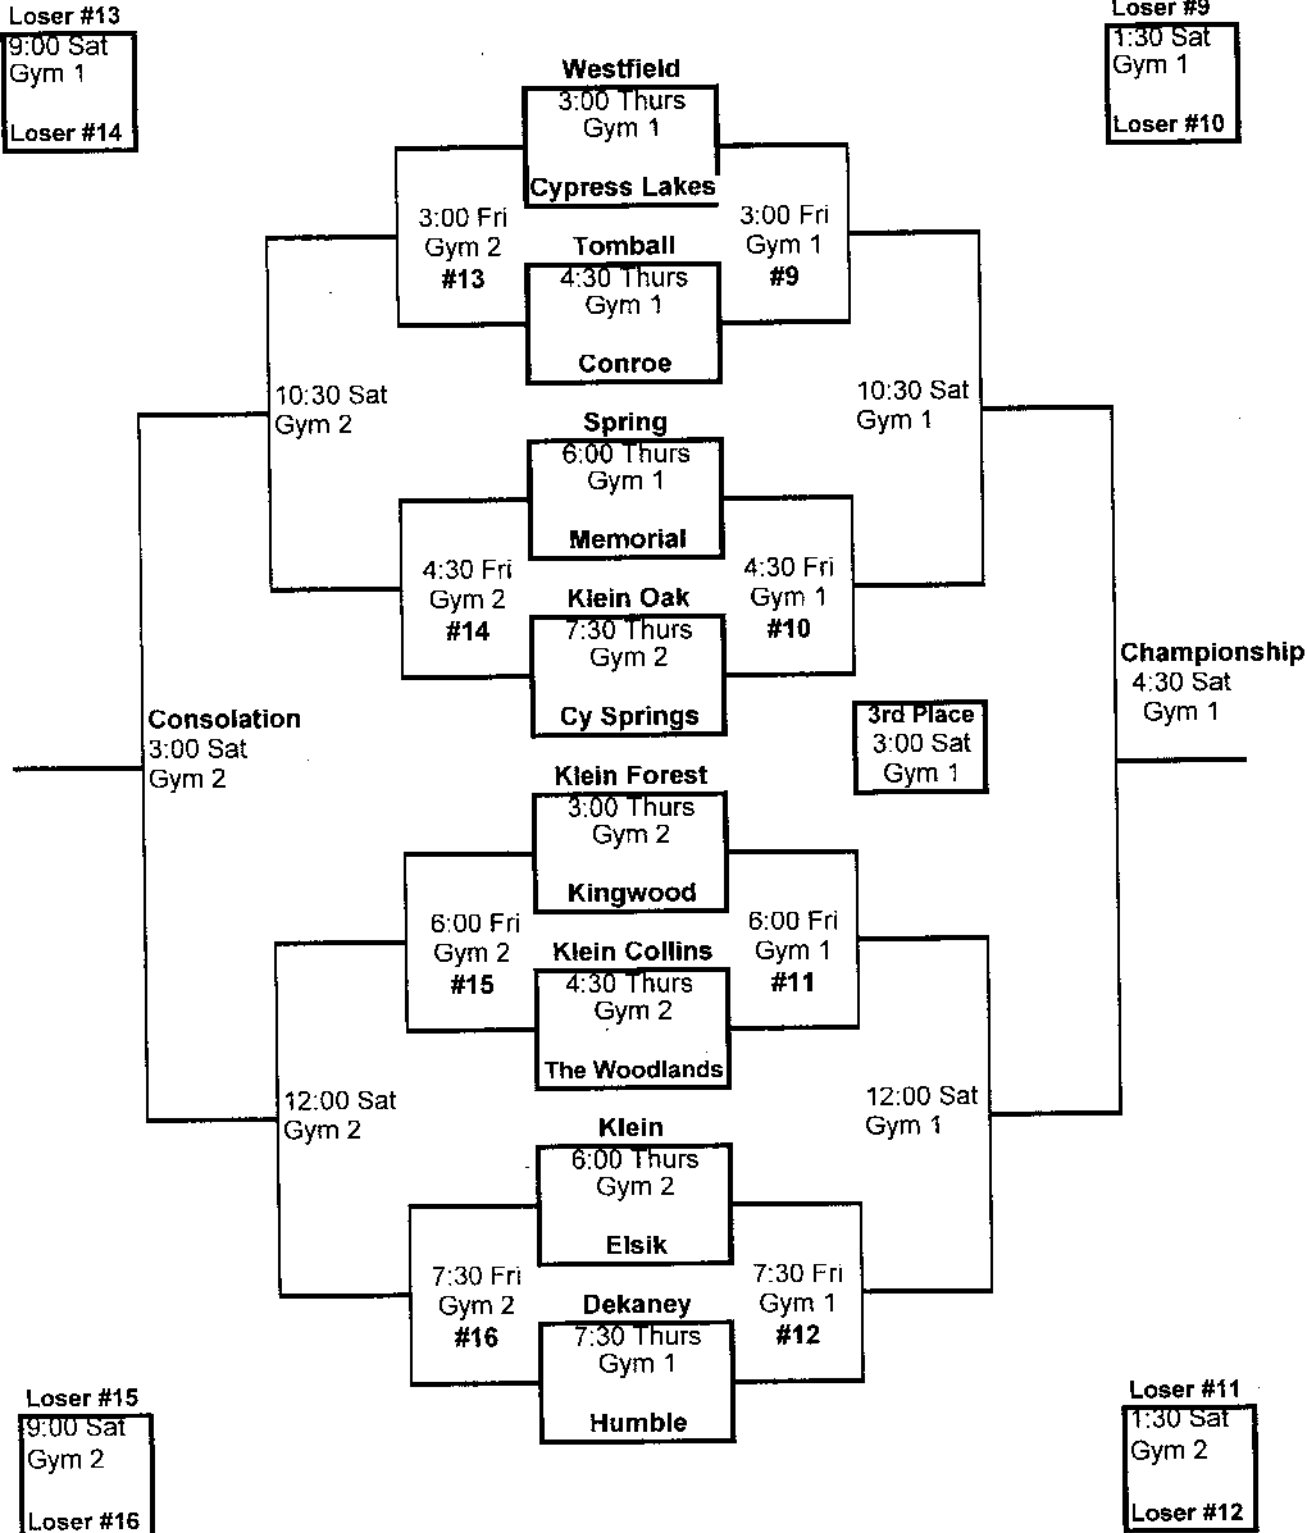 Loser #13
9:00 Sat
Gym 1
Loser #14
Loser #9
1:30 Sat
Gym 1
Loser #10
Westfield
3:00 Thurs
Gym 1
Cypress Lakes
3:00 Fri
Gym 2
#13
3:00 Fri
Gym 1
#9
Tomball
4:30 Thurs
Gym 1
Conroe
10:30 Sat
Gym 2
10:30 Sat
Gym 1
Spring
6:00 Thurs
Gym 1
Memorial
4:30 Fri
Gym 2
#14
4:30 Fri
Gym 1
#10
Klein Oak
7:30 Thurs
Gym 2
Cy Springs
Championship
4:30 Sat
Gym 1
3rd Place
3:00 Sat
Gym 1
Consolation
3:00 Sat
Gym 2
Klein Forest
3:00 Thurs
Gym 2
Kingwood
6:00 Fri
Gym 2
#15
6:00 Fri
Gym 1
#11
Klein Collins
4:30 Thurs
Gym 2
The Woodlands
12:00 Sat
Gym 2
12:00 Sat
Gym 1
Klein
6:00 Thurs
Gym 2
Elsik
7:30 Fri
Gym 2
#16
7:30 Fri
Gym 1
#12
Dekaney
7:30 Thurs
Gym 1
Humble
Loser #15
9:00 Sat
Gym 2
Loser #16
Loser #11
1:30 Sat
Gym 2
Loser #12